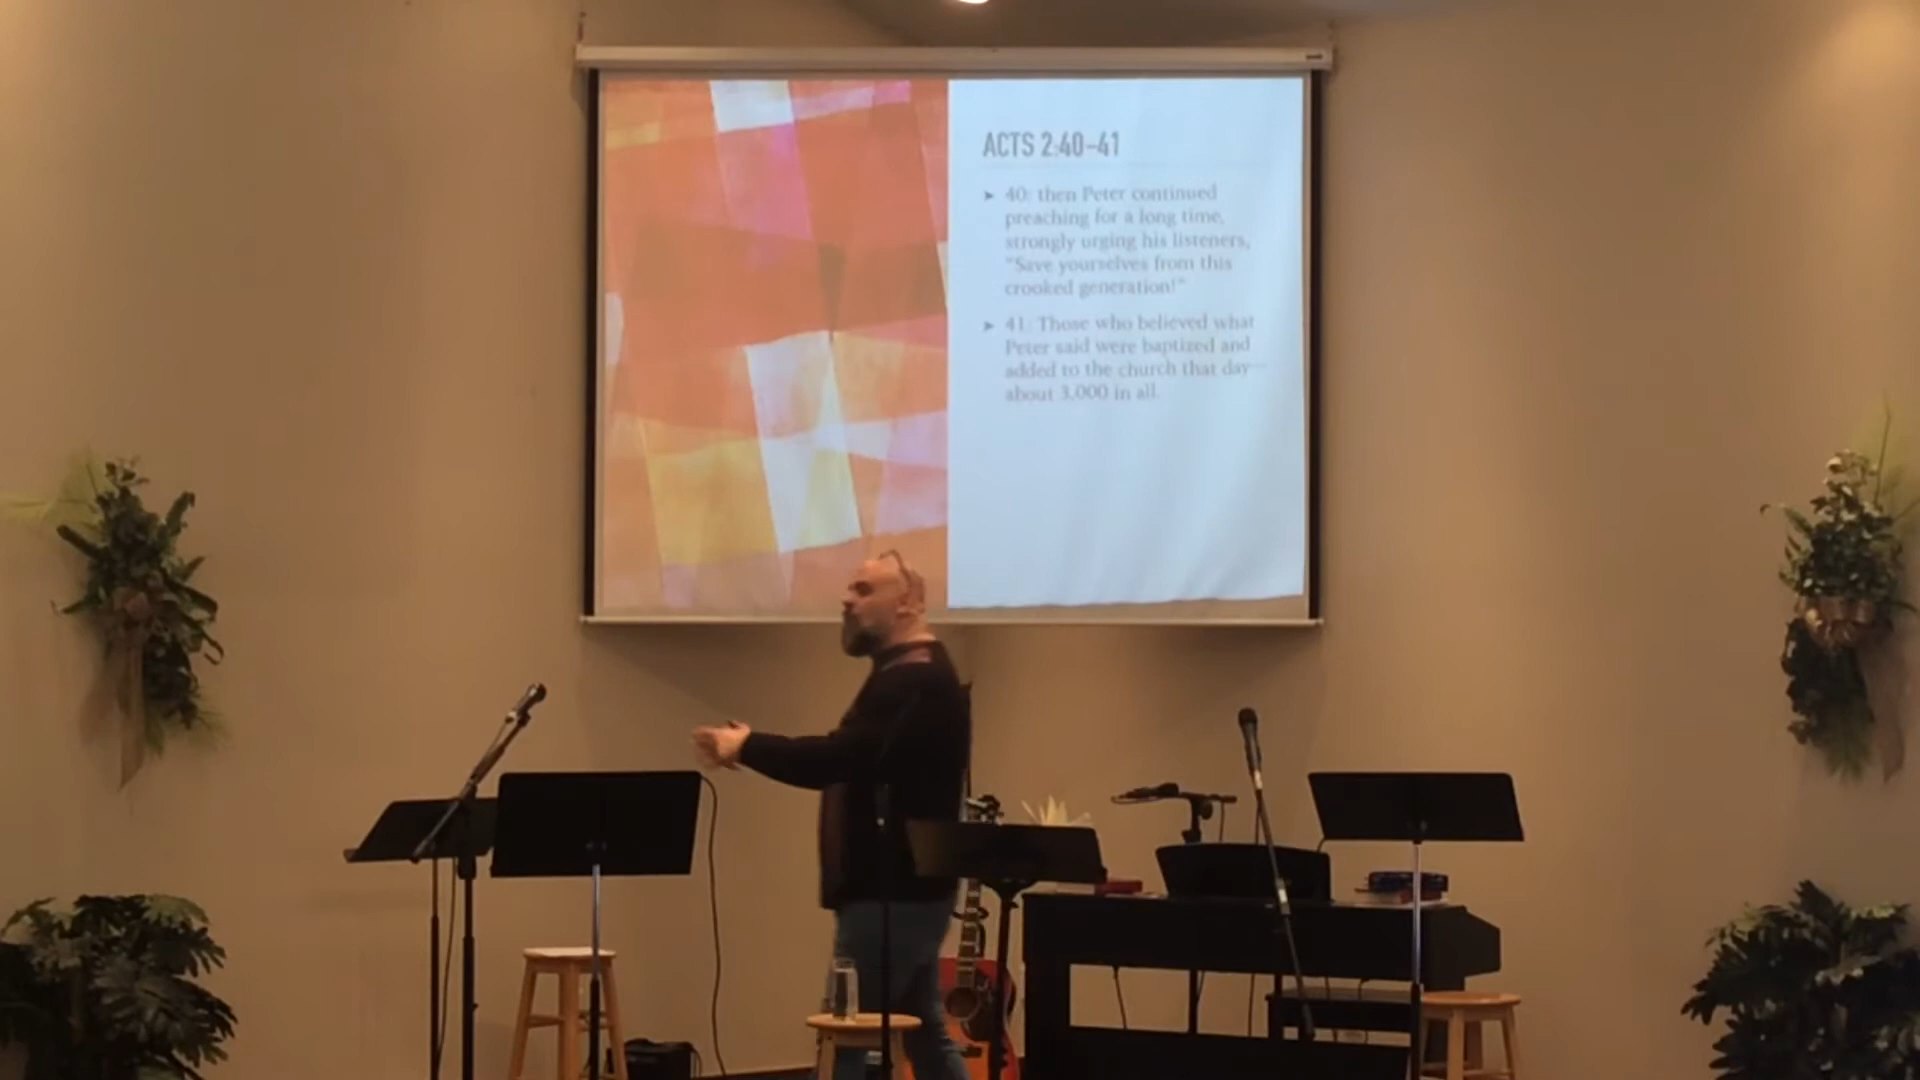 ACTS 2:40–41
➤ 40: then Peter continued
preaching for a long time,
strongly urging his listeners,
"Save yourselves from this
crooked generation!"
➤ 41: Those who believed what
Peter said were baptized and
added to the church that day—
about 3,000 in all.